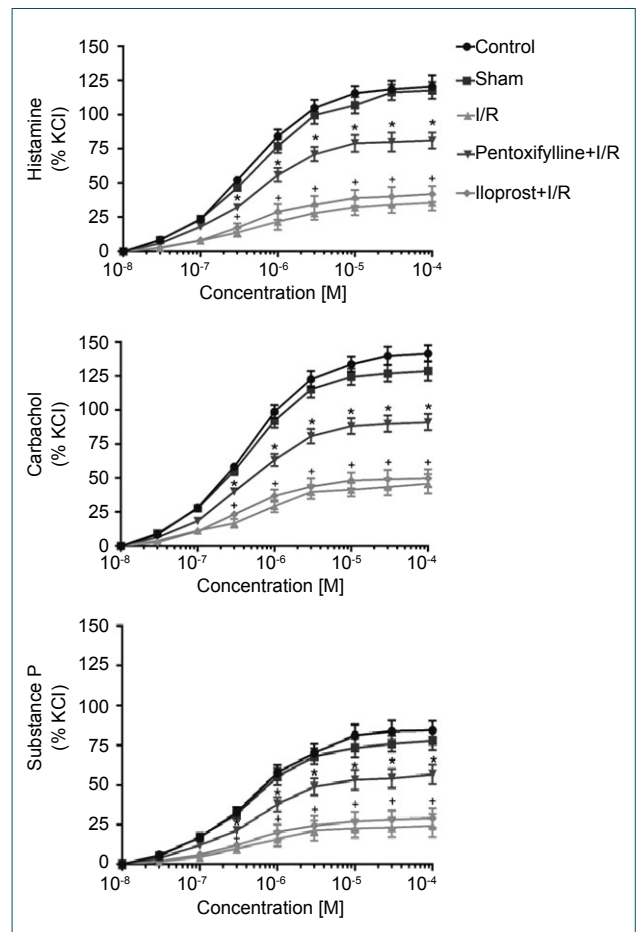 Histamine
(% KCl)
150
125
100
75
50
25
0
10-8
10-7
10-6
10-5
10-4
Concentration [M]
* * * * * *
+ + + + + +
Control
Sham
I/R
Pentoxifylline+I/R
Iloprost+I/R
Carbachol
(% KCl)
150
125
100
75
50
25
0
10-8
10-7
10-6
10-5
10-4
Concentration [M]
* * * * * *
+ + + + + +
Substance P
(% KCl)
150
125
100
75
50
25
0
10-8
10-7
10-6
10-5
10-4
Concentration [M]
* * * * *
+ + + + + +